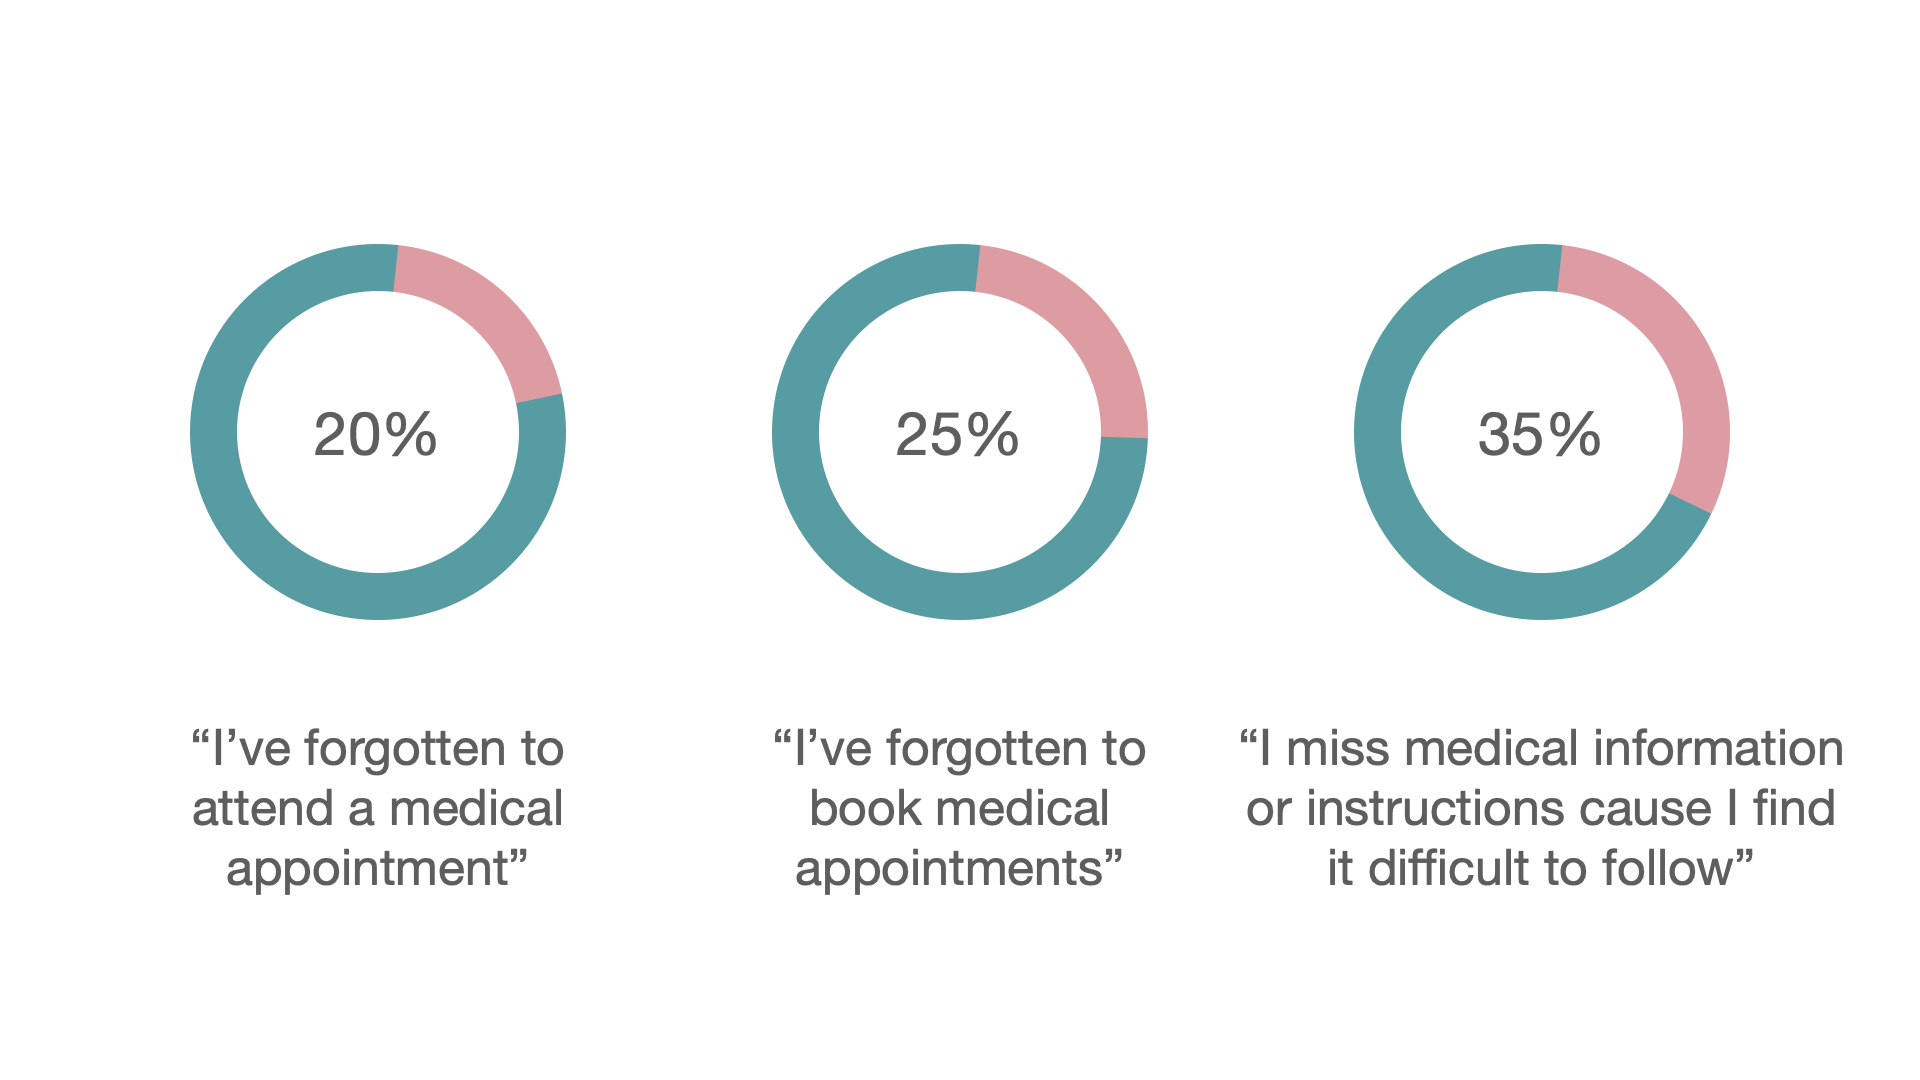 20%
“I’ve forgotten to
attend a medical
appointment”
25%
“I’ve forgotten to
book medical
appointments”
35%
“I miss medical information
or instructions cause I find
it difficult to follow”